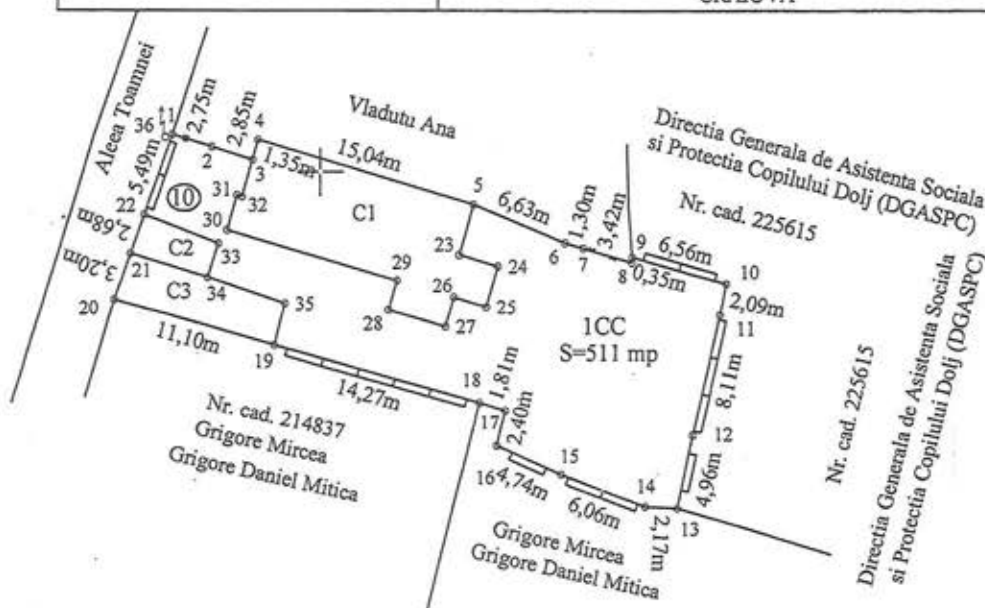 Aleea Toamnei
36
1
2,75m
2
2,85m
3
4
1,35m
Vladutu Ana
15,04m
5
6,63m
6
1,30m
7
3,42m
8
9
0,35m
6,56m
10
2,09m
11
8,11m
12
4,96m
13
2,17m
14
6,06m
15
4,74m
16
2,40m
17
1,81m
18
14,27m
19
11,10m
20
3,20m
21
2,68m
22
5,49m
10
31
32
30
C1
23
24
25
26
27
28
29
C2
33
34
C3
35
1CC
S=511 mp
Directia Generala de Asistenta Sociala
si Protectia Copilului Dolj (DGASPC)
Nr. cad. 225615
Nr. cad. 225615
Directia Generala de Asistenta Sociala
si Protectia Copilului Dolj (DGASPC)
Nr. cad. 214837
Grigore Mircea
Grigore Daniel Mitica
Grigore Mircea
Grigore Daniel Mitica